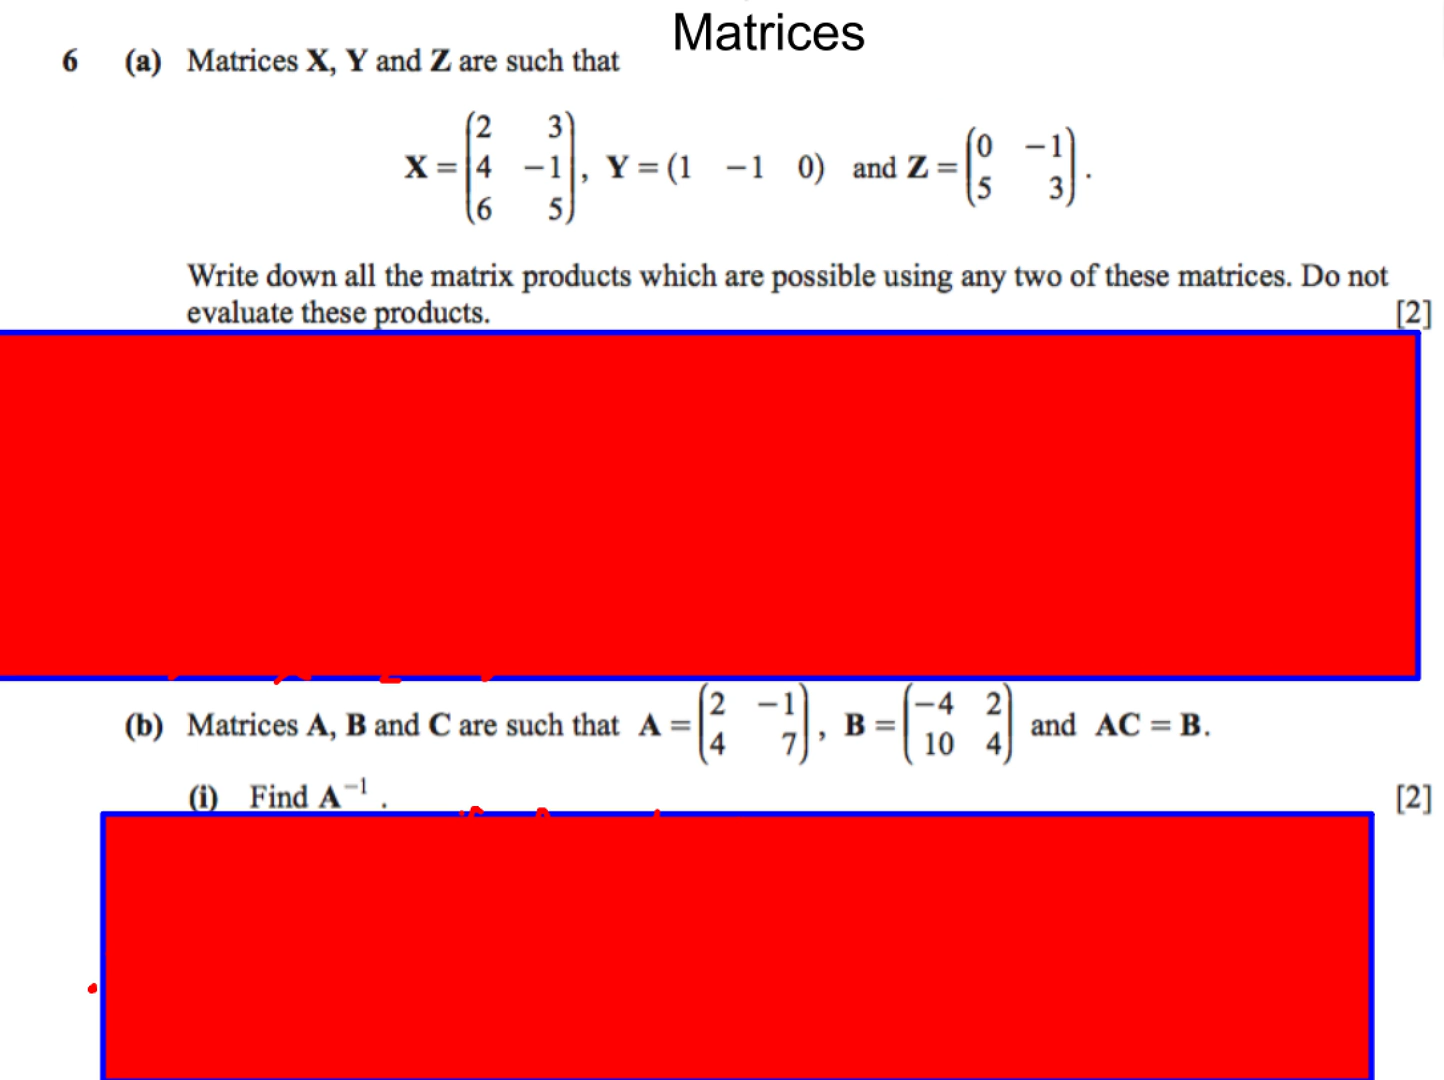 Matrices
6 (a) Matrices X, Y and Z are such that
X = (2 3 4 −1 6 5), Y = (1 −1 0) and Z = (0 −1 5 3).
Write down all the matrix products which are possible using any two of these matrices. Do not
evaluate these products. [2]
(b) Matrices A, B and C are such that A = (2 −1 4 7), B = (−4 2 10 4) and AC = B.
(i) Find A⁻¹. [2]